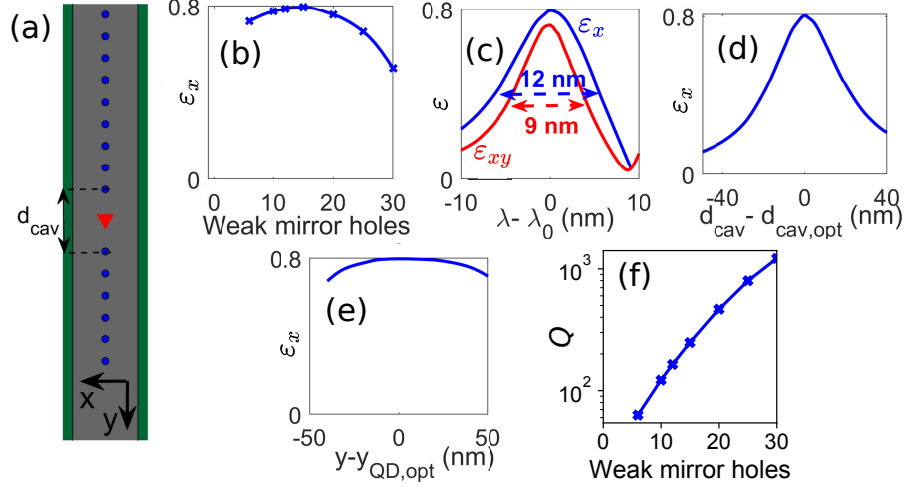 (a)
d_cav
x
y
(b)
ε_x
0.8
0
0 10 20 30
Weak mirror holes
(c)
ε
0.8
0
ε_x
12 nm
9 nm
ε_xy
-10 0 10
λ- λ_0 (nm)
(d)
ε_x
0.8
0
-40 0 40
d_cav - d_cav,opt (nm)
(e)
ε_x
0.8
0
-50 0 50
y-y_QD,opt (nm)
(f)
Q
10^3
10^2
0 10 20 30
Weak mirror holes